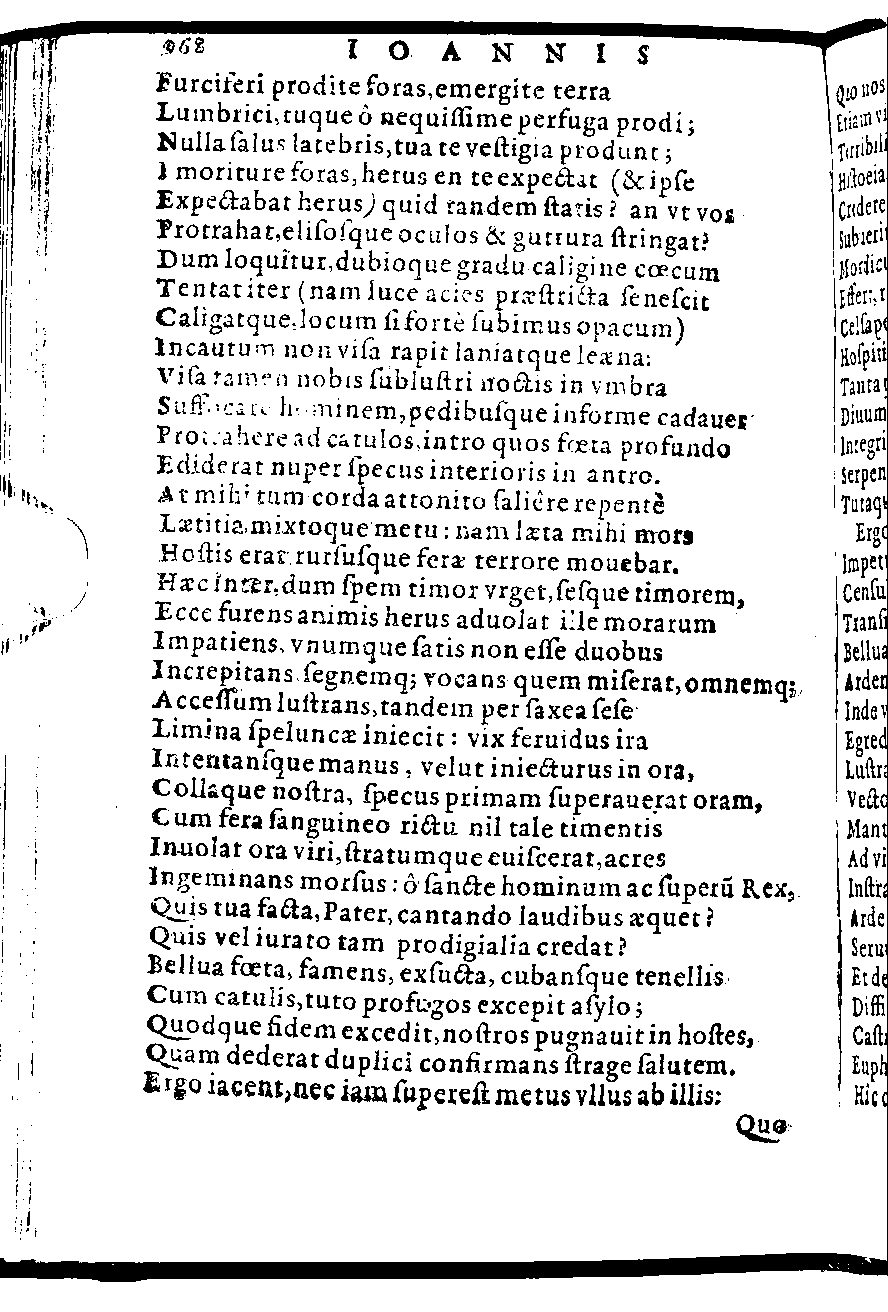 968 IOANNIS
Furciferi prodite foras, emergite terra
Lumbrici, tuque ô nequiſſime perfuga prodi;
Nulla ſalus latebris, tua te veſtigia produnt;
I moriture foras, herus en te expectat (& ipſe
Expectabat herus) quid tandem ſtatis? an vt vos
Protrahat, eliſoſque oculos & guttura ſtringat?
Dum loquitur, dubioque gradu caligine cœcum
Tentat iter (nam luce acies præſtricta ſeneſcit
Caligatque, locum ſi fortè ſubimus opacum)
Incautum non viſa rapit laniatque leæna:
Viſa tamen nobis ſubluſtri noctis in vmbra
Suffocare hominem, pedibuſque informe cadauer
Protrahere ad catulos, intro quos fœta profundo
Ediderat nuper ſpecus interioris in antro.
At mihi tum corda attonito ſaliêre repentè
Lætitia, mixtoque metu: nam læta mihi mors
Hoſtis erat, rurſuſque feræ terrore mouebar.
Hæc inter, dum ſpem timor vrget, ſeſque timorem,
Ecce furens animis herus aduolat ille morarum
Impatiens, vnumque ſatis non eſſe duobus
Increpitans, ſegnemq; vocans quem miſerat, omnemq;
Acceſſum luſtrans, tandem per ſaxea ſeſe
Limina ſpeluncæ iniecit: vix feruidus ira
Intentanſque manus, velut iniecturus in ora,
Collaque noſtra, ſpecus primam ſuperauerat oram,
Cum fera ſanguineo rictu nil tale timentis
Inuolat ora viri, ſtratumque euiſcerat, acres
Ingeminans morſus: ô ſancte hominum ac ſuperũ Rex,
Quis tua facta, Pater, cantando laudibus æquet?
Quis vel iurato tam prodigialia credat?
Bellua fœta, famens, exſucta, cubanſque tenellis
Cum catulis, tuto profugos excepit aſylo;
Quodque fidem excedit, noſtros pugnauit in hoſtes,
Quam dederat duplici confirmans ſtrage ſalutem.
Ergo iacent, nec iam ſupereſt metus vllus ab illis:
Quo
Quo nos
Etiam vi
Terribili
Hiſtoeia
Credere
Subierit
Mordicu
Effert, r
Celſa pe
Hoſpiti
Tanta q
Diuum
Integri
Serpen
Tutaqu
Ergo
Impet
Cenſu
Tranſi
Bellua
Arden
Inde v
Egred
Luſtra
Vecto
Mant
Ad vi
Inſtra
Arde
Seru
Et de
Diffi
Caſt
Euph
Hic